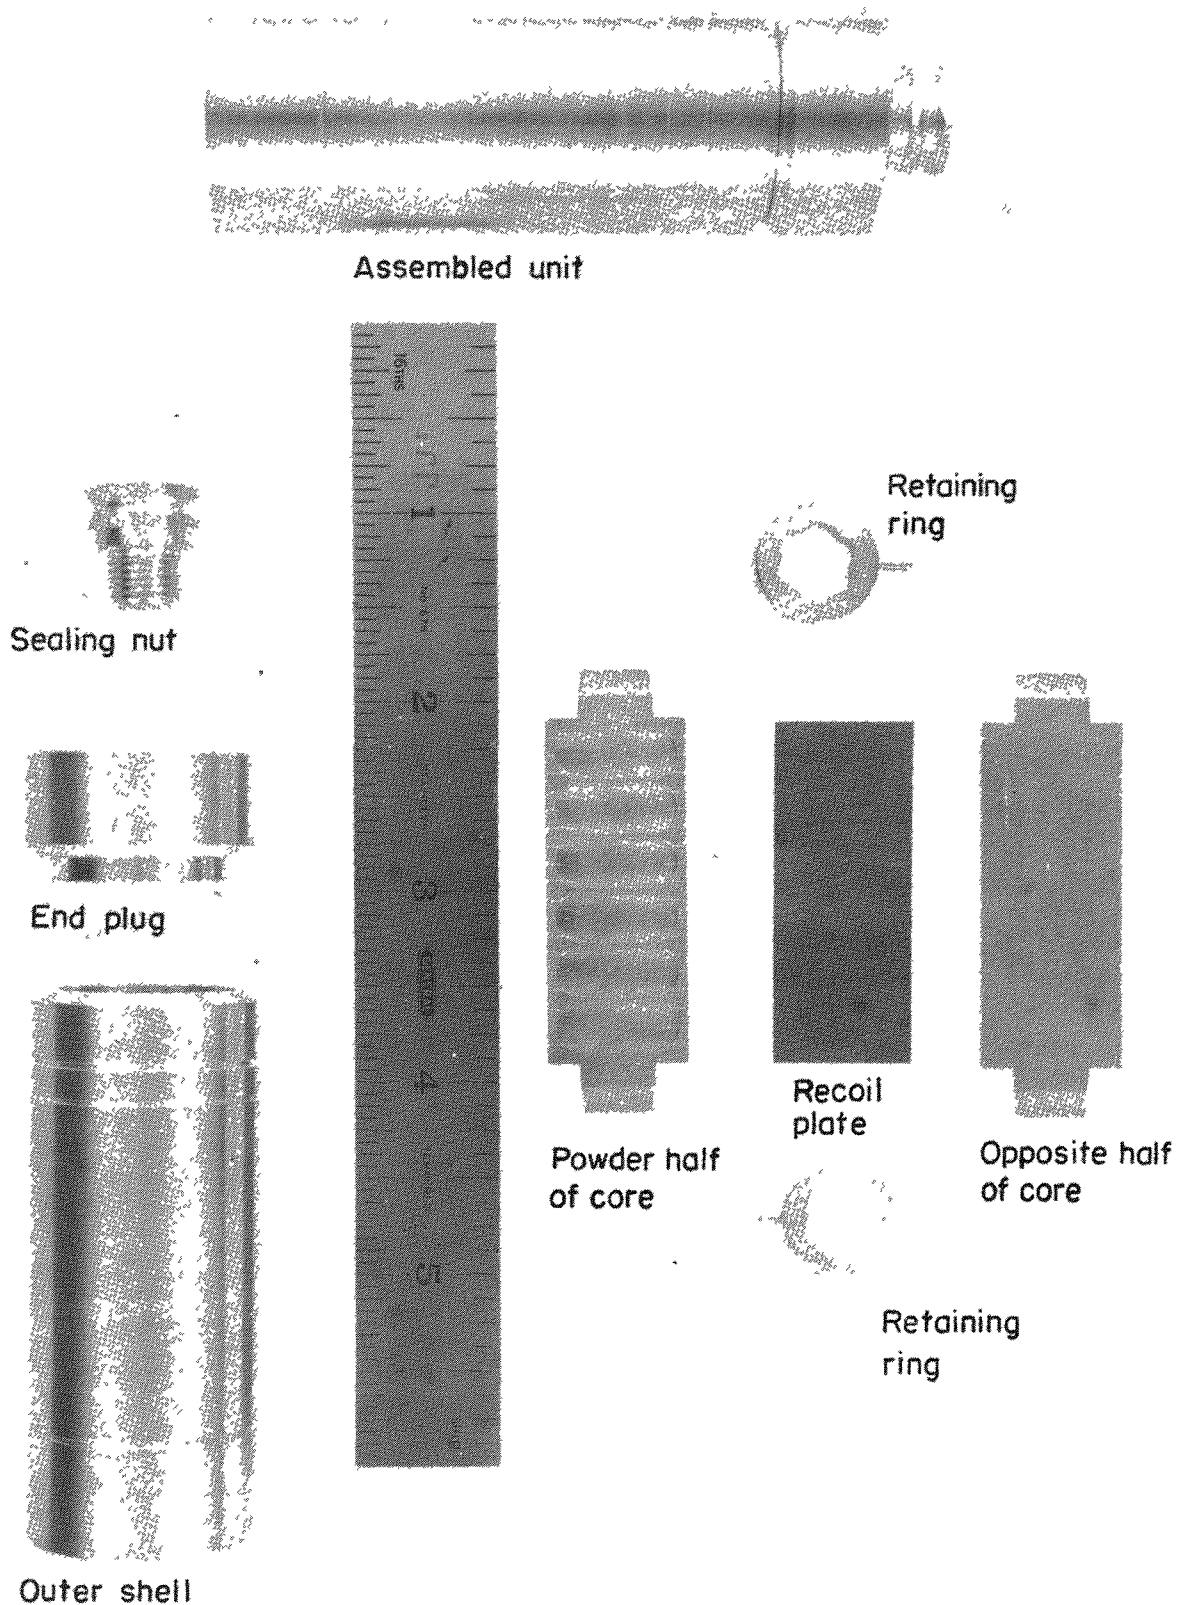 Assembled unit
16THS
1
Retaining
ring
Sealing nut
2
3
End plug
4
Recoil
plate
Powder half
of core
Opposite half
of core
5
Retaining
ring
Outer shell